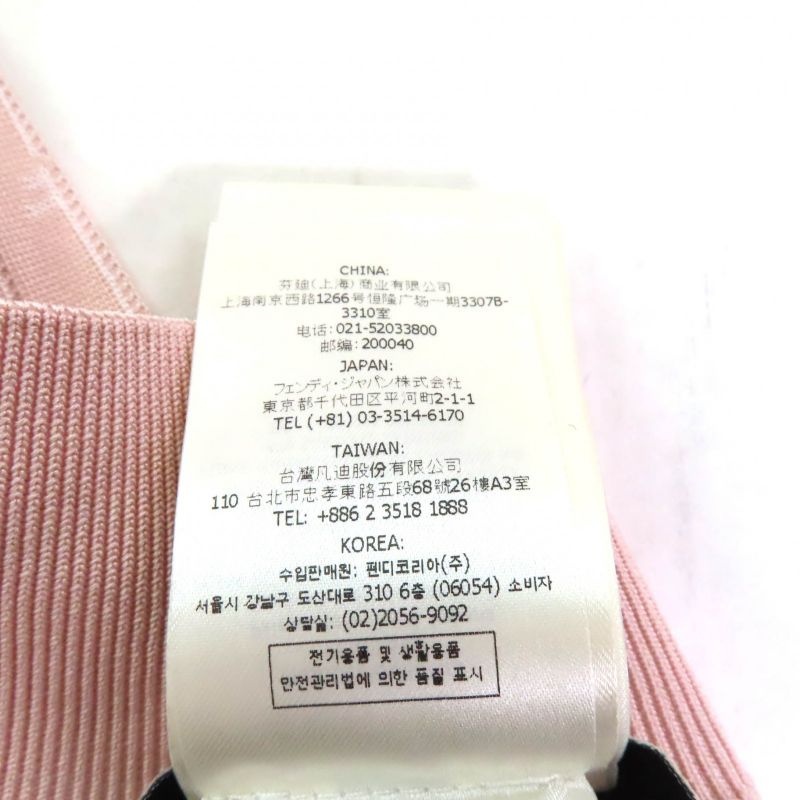 CHINA:
芬迪(上海)商业有限公司
上海南京西路1266号恒隆广场一期3307B-
3310室
电话: 021-52033800
邮编: 200040
JAPAN:
フェンディ・ジャパン株式会社
東京都千代田区平河町2-1-1
TEL (+81) 03-3514-6170
TAIWAN:
台灣凡迪股份有限公司
110 台北市忠孝東路五段68號26樓A3室
TEL: +886 2 3518 1888
KOREA:
수입판매원: 펜디코리아(주)
서울시 강남구 도산대로 310 6층 (06054) 소비자
상담실: (02)2056-9092
전기용품 및 생활용품
안전관리법에 의한 품질 표시